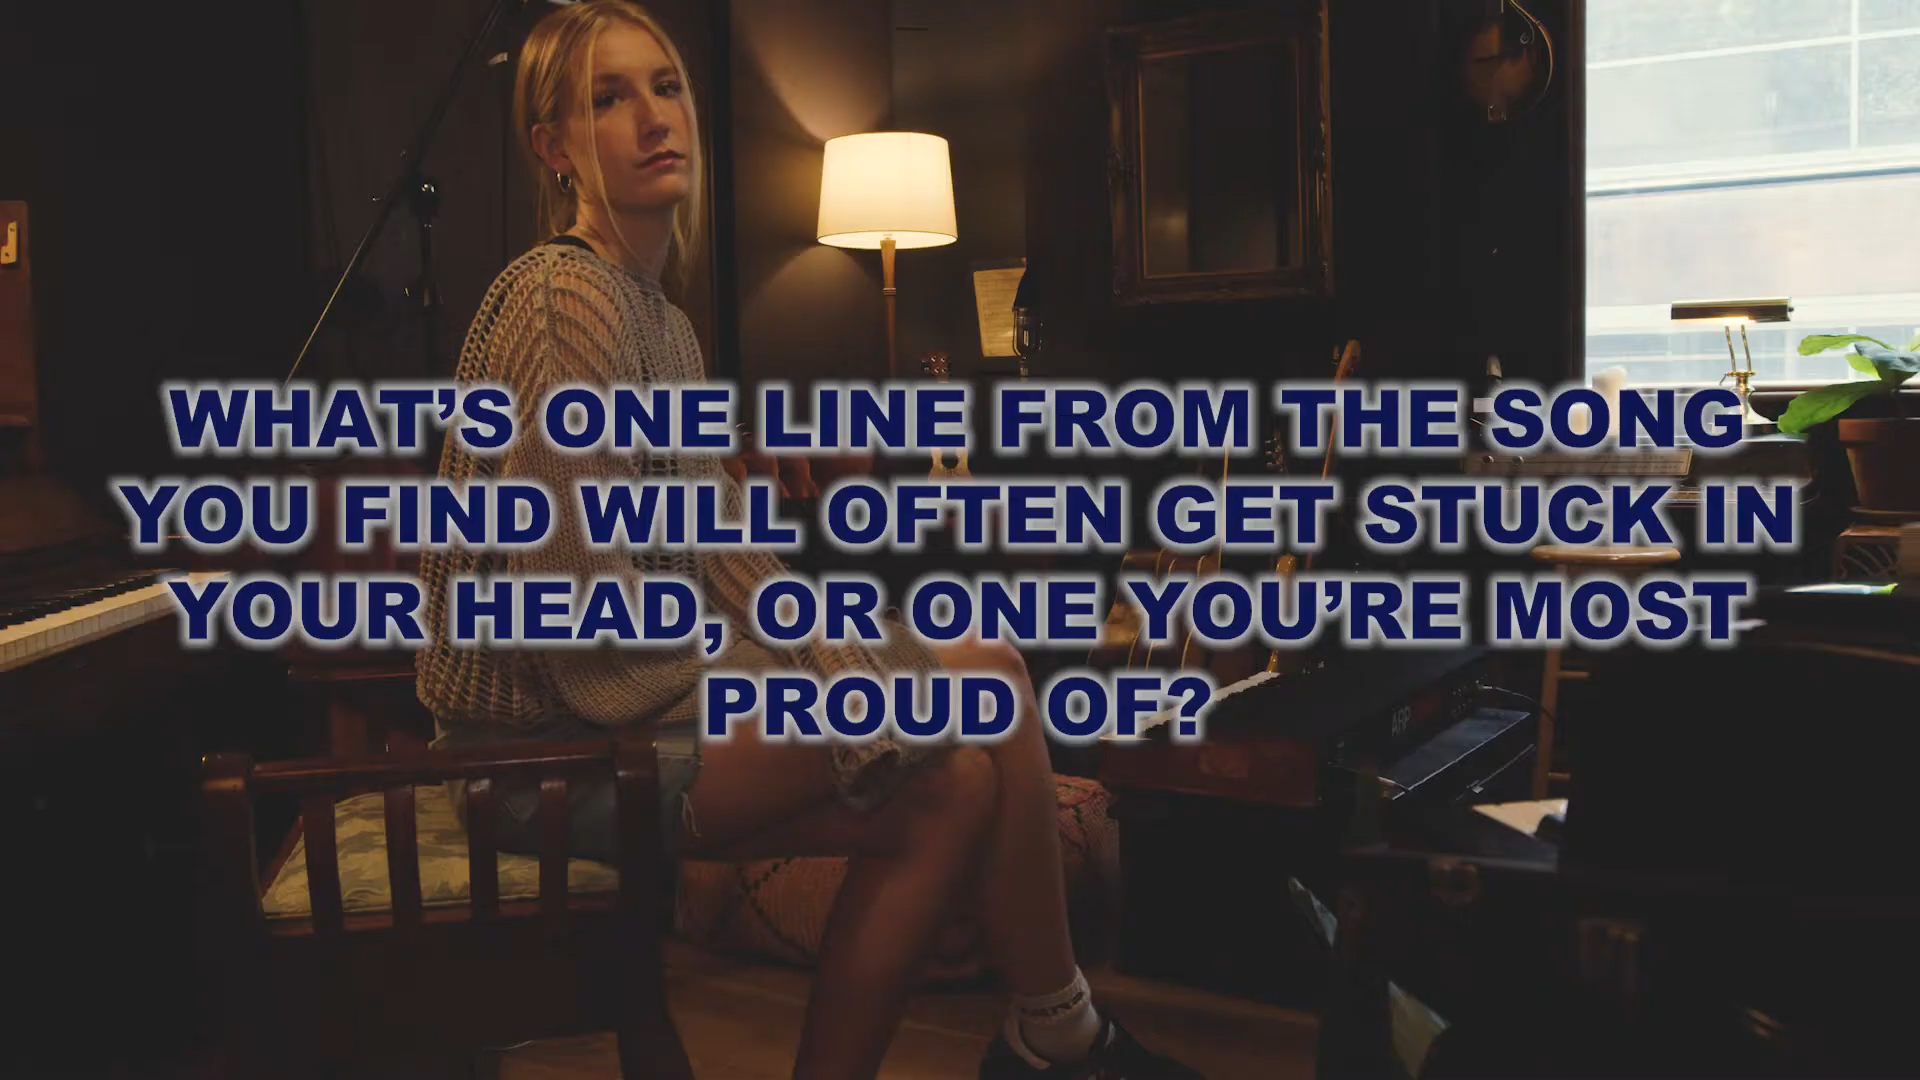 WHAT’S ONE LINE FROM THE SONG
YOU FIND WILL OFTEN GET STUCK IN
YOUR HEAD, OR ONE YOU’RE MOST
PROUD OF?
ARP